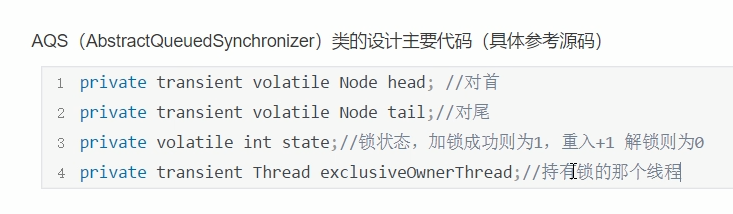 AQS（AbstractQueuedSynchronizer）类的设计主要代码（具体参考源码）
1 private transient volatile Node head; //对首
2 private transient volatile Node tail;//对尾
3 private volatile int state;//锁状态，加锁成功则为1，重入+1 解锁则为0
4 private transient Thread exclusiveOwnerThread;//持有锁的那个线程